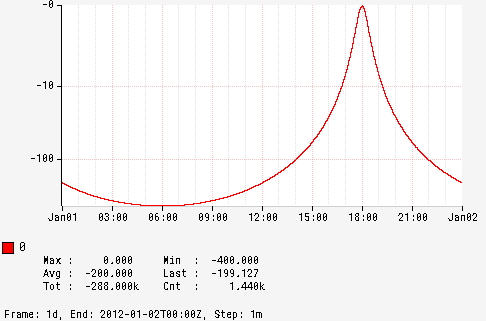 -0
-10
-100
Jan01 03:00 06:00 09:00 12:00 15:00 18:00 21:00 Jan02
0
Max : 0.000 Min : -400.000
Avg : -200.000 Last : -199.127
Tot : -288.000k Cnt : 1.440k
Frame: 1d, End: 2012-01-02T00:00Z, Step: 1m